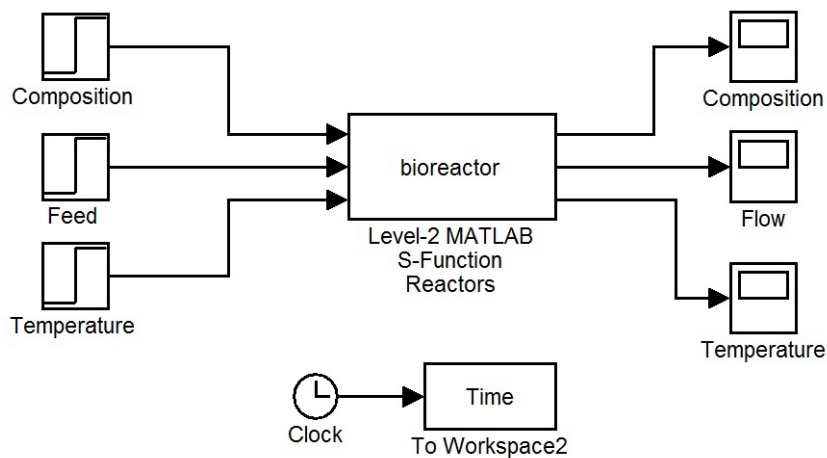 Composition
Feed
Temperature
bioreactor
Level-2 MATLAB
S-Function
Reactors
Composition
Flow
Temperature
Clock
Time
To Workspace2